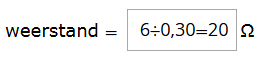 weerstand = 6÷0,30=20 Ω